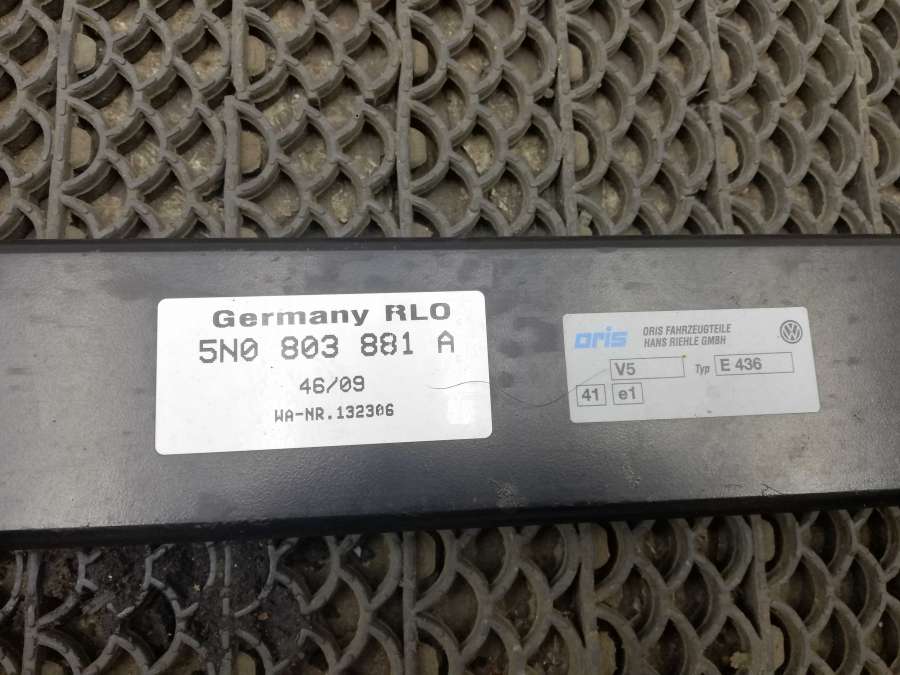 Germany RLO
5N0 803 881 A
46/09
WA-NR.132306
oris
ORIS FAHRZEUGTEILE
HANS RIEHLE GMBH
V5 Typ E 436
41 e1